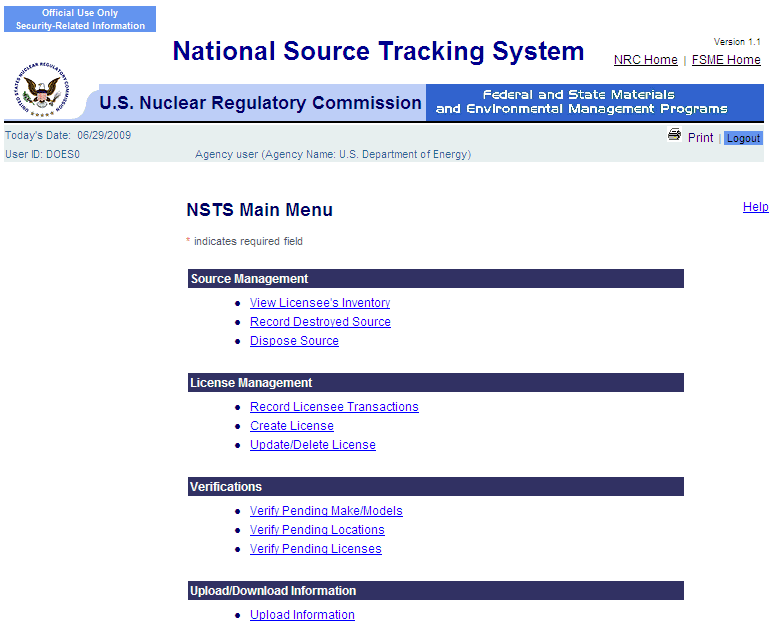 Official Use Only
Security-Related Information
National Source Tracking System
Version 1.1
NRC Home | FSME Home
UNITED STATES NUCLEAR REGULATORY COMMISSION
U.S. Nuclear Regulatory Commission
Federal and State Materials
and Environmental Management Programs
Today's Date: 06/29/2009
Print | Logout
User ID: DOES0
Agency user (Agency Name: U.S. Department of Energy)
NSTS Main Menu
Help
* indicates required field
Source Management
• View Licensee's Inventory
• Record Destroyed Source
• Dispose Source
License Management
• Record Licensee Transactions
• Create License
• Update/Delete License
Verifications
• Verify Pending Make/Models
• Verify Pending Locations
• Verify Pending Licenses
Upload/Download Information
• Upload Information